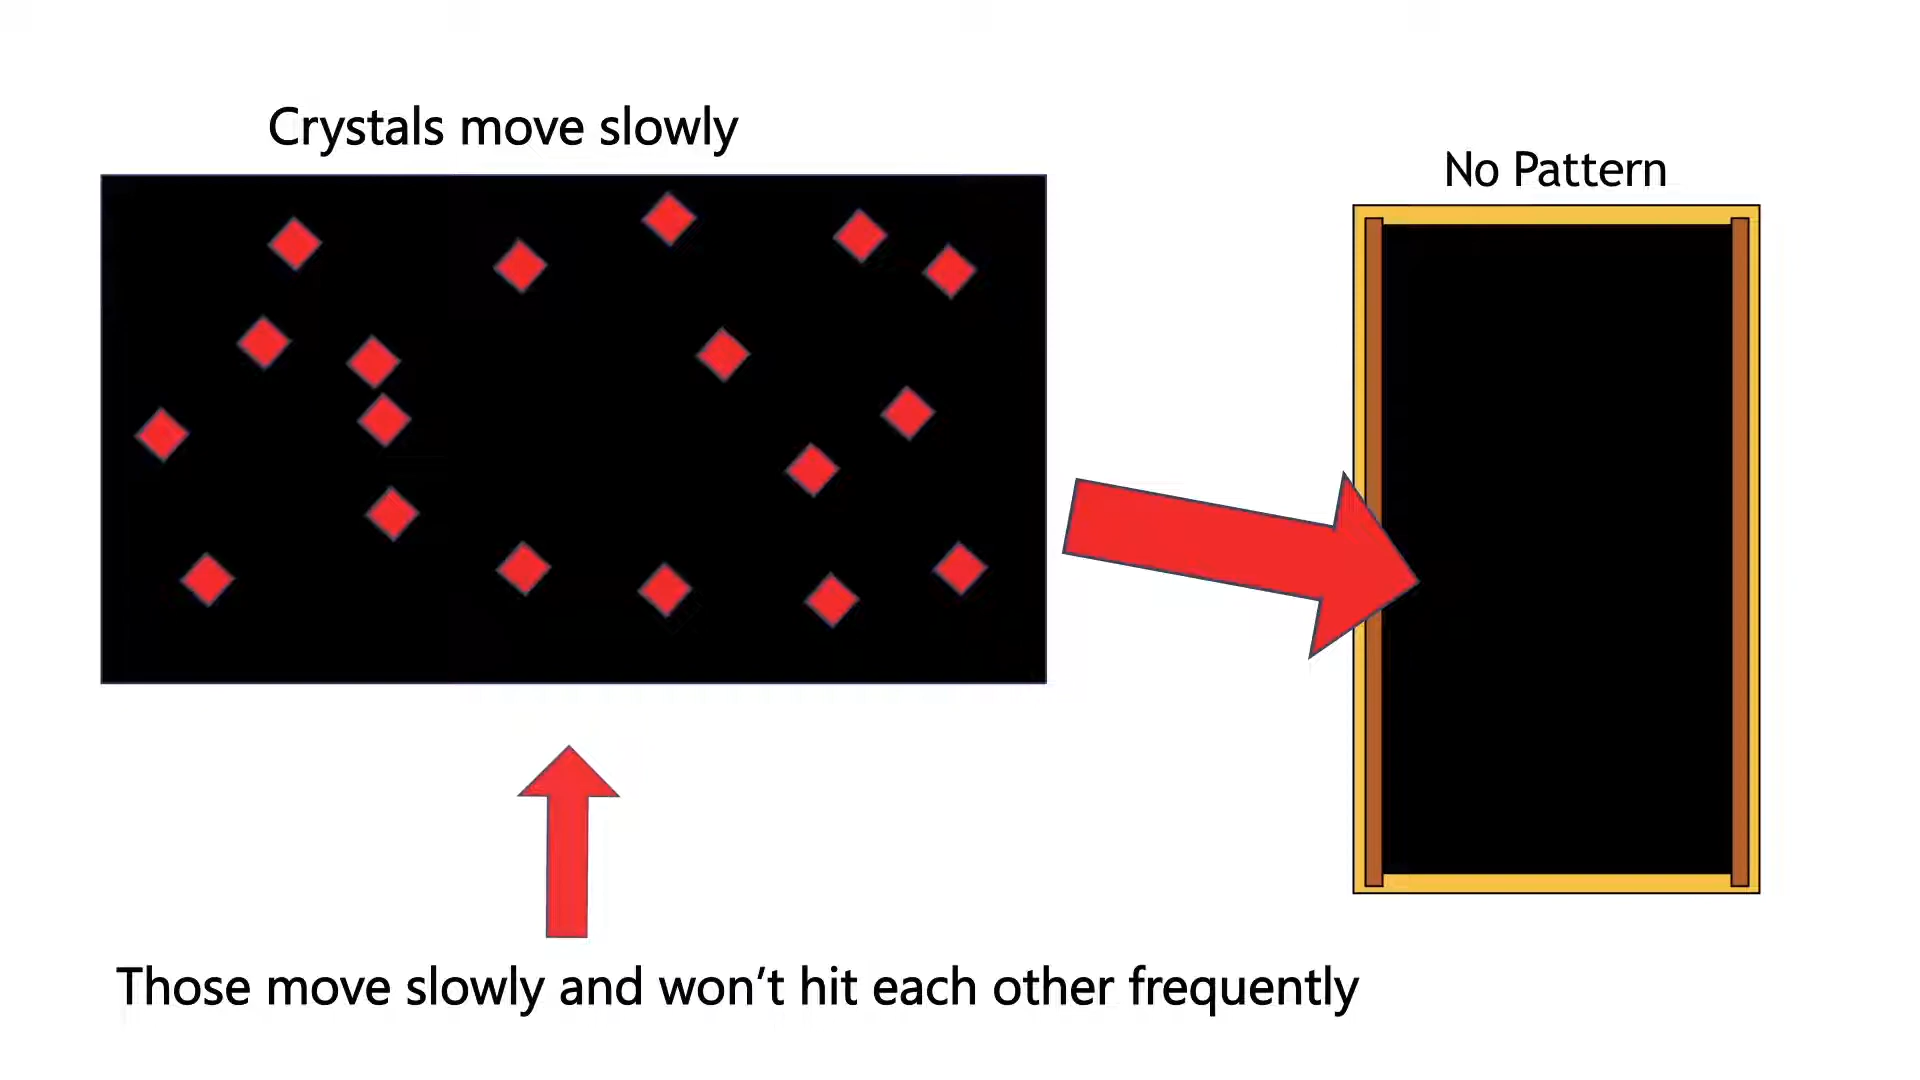 Crystals move slowly
No Pattern
Those move slowly and won’t hit each other frequently